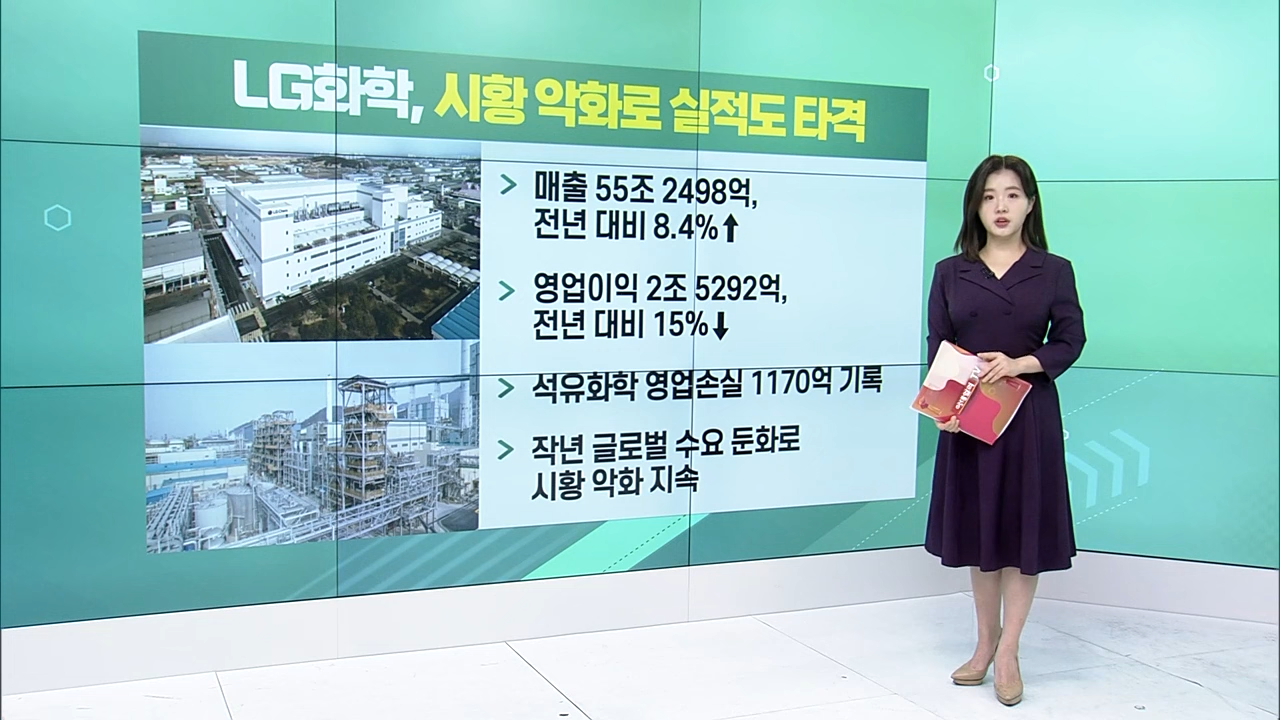 LG화학, 시황 악화로 실적도 타격
매출 55조 2498억,
전년 대비 8.4%↑
영업이익 2조 5292억,
전년 대비 15%↓
석유화학 영업손실 1170억 기록
작년 글로벌 수요 둔화로
시황 악화 지속